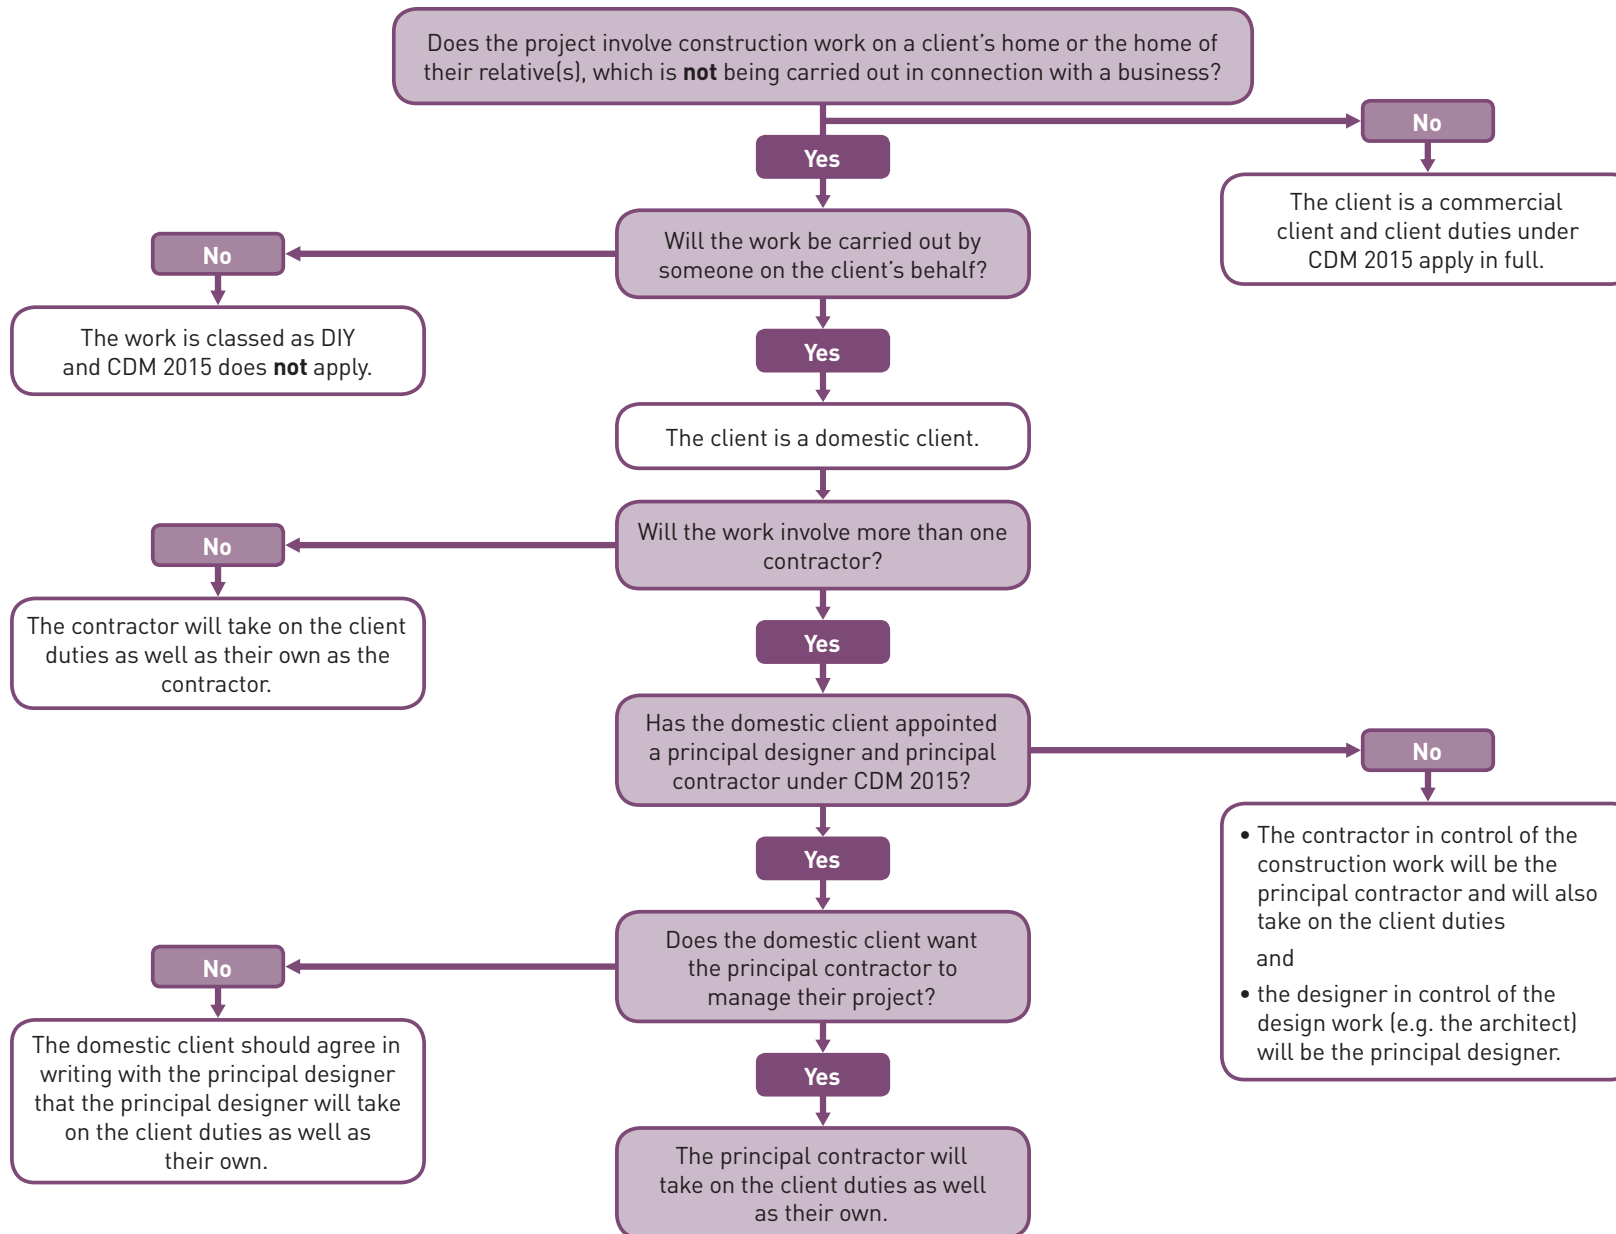 Does the project involve construction work on a client’s home or the home of
their relative(s), which is not being carried out in connection with a business?
No
The client is a commercial
client and client duties under
CDM 2015 apply in full.
Yes
Will the work be carried out by
someone on the client’s behalf?
No
The work is classed as DIY
and CDM 2015 does not apply.
Yes
The client is a domestic client.
Will the work involve more than one
contractor?
No
The contractor will take on the client
duties as well as their own as the
contractor.
Yes
Has the domestic client appointed
a principal designer and principal
contractor under CDM 2015?
No
• The contractor in control of the
construction work will be the
principal contractor and will also
take on the client duties
and
• the designer in control of the
design work (e.g. the architect)
will be the principal designer.
Yes
Does the domestic client want
the principal contractor to
manage their project?
No
The domestic client should agree in
writing with the principal designer
that the principal designer will take
on the client duties as well as
their own.
Yes
The principal contractor will
take on the client duties as well
as their own.